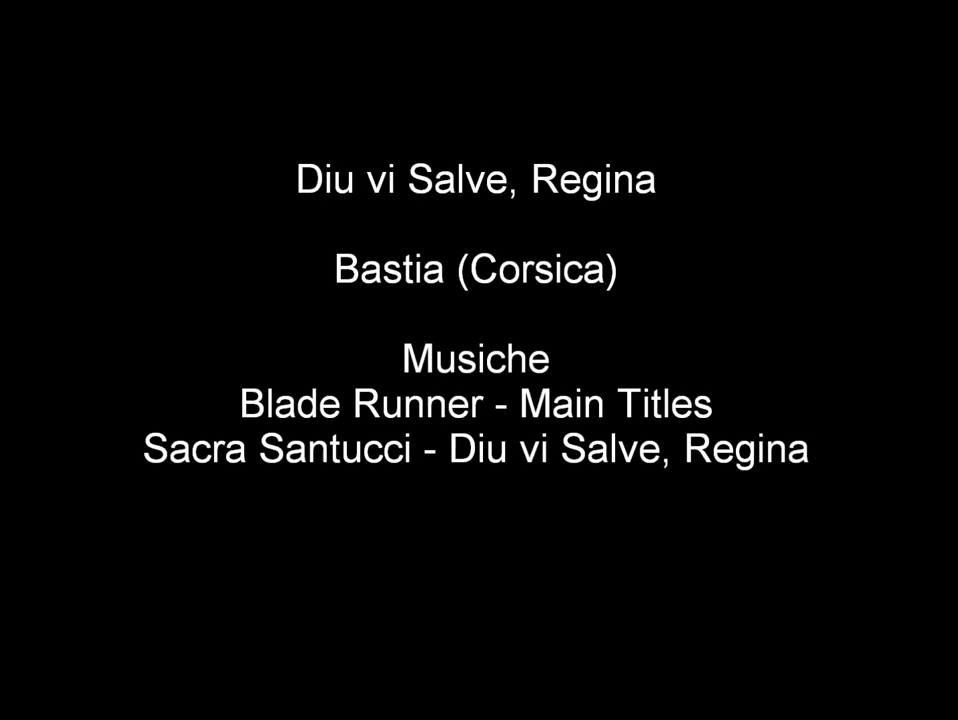 Diu vi Salve, Regina
Bastia (Corsica)
Musiche
Blade Runner - Main Titles
Sacra Santucci - Diu vi Salve, Regina